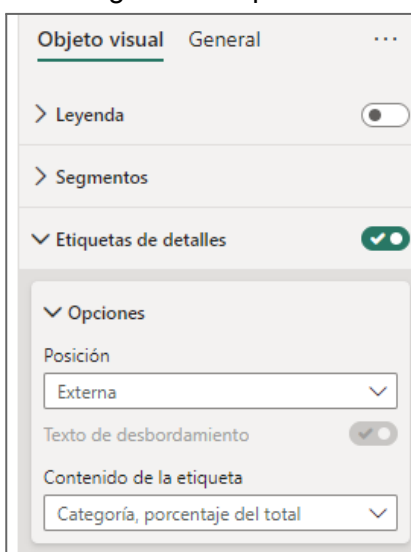 Objeto visual General ...
Leyenda
Segmentos
Etiquetas de detalles
Opciones
Posición
Externa
Texto de desbordamiento
Contenido de la etiqueta
Categoría, porcentaje del total